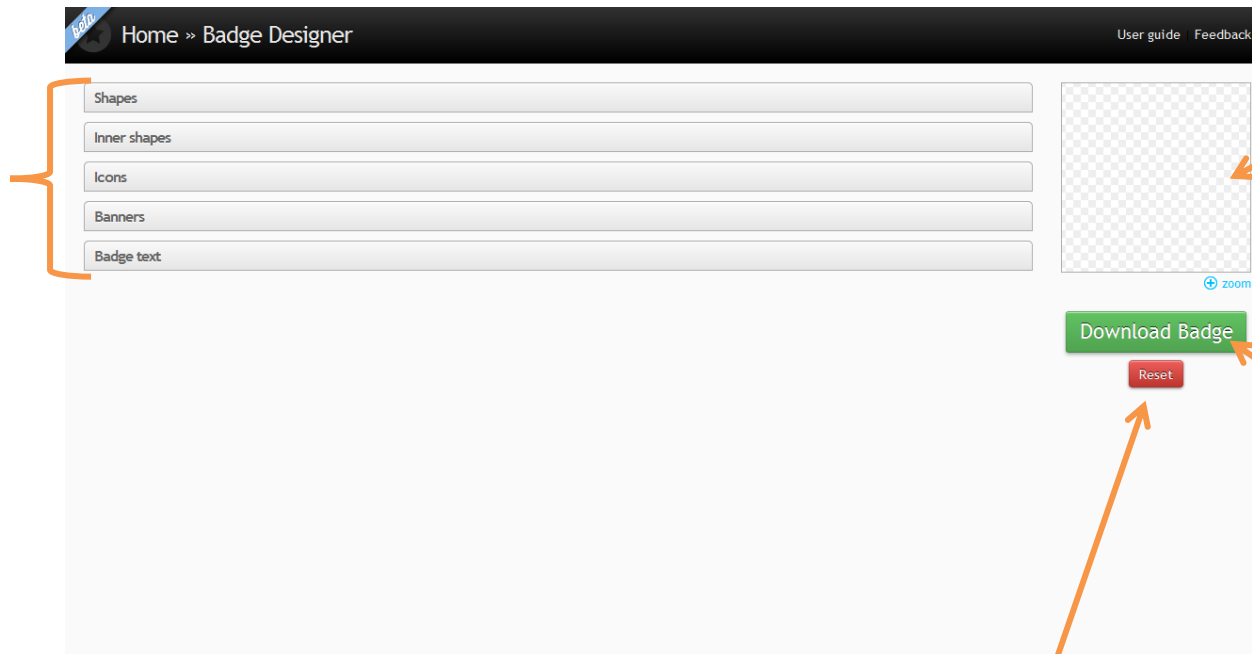 beta
Home » Badge Designer
User guide Feedback
Shapes
Inner shapes
Icons
Banners
Badge text
zoom
Download Badge
Reset